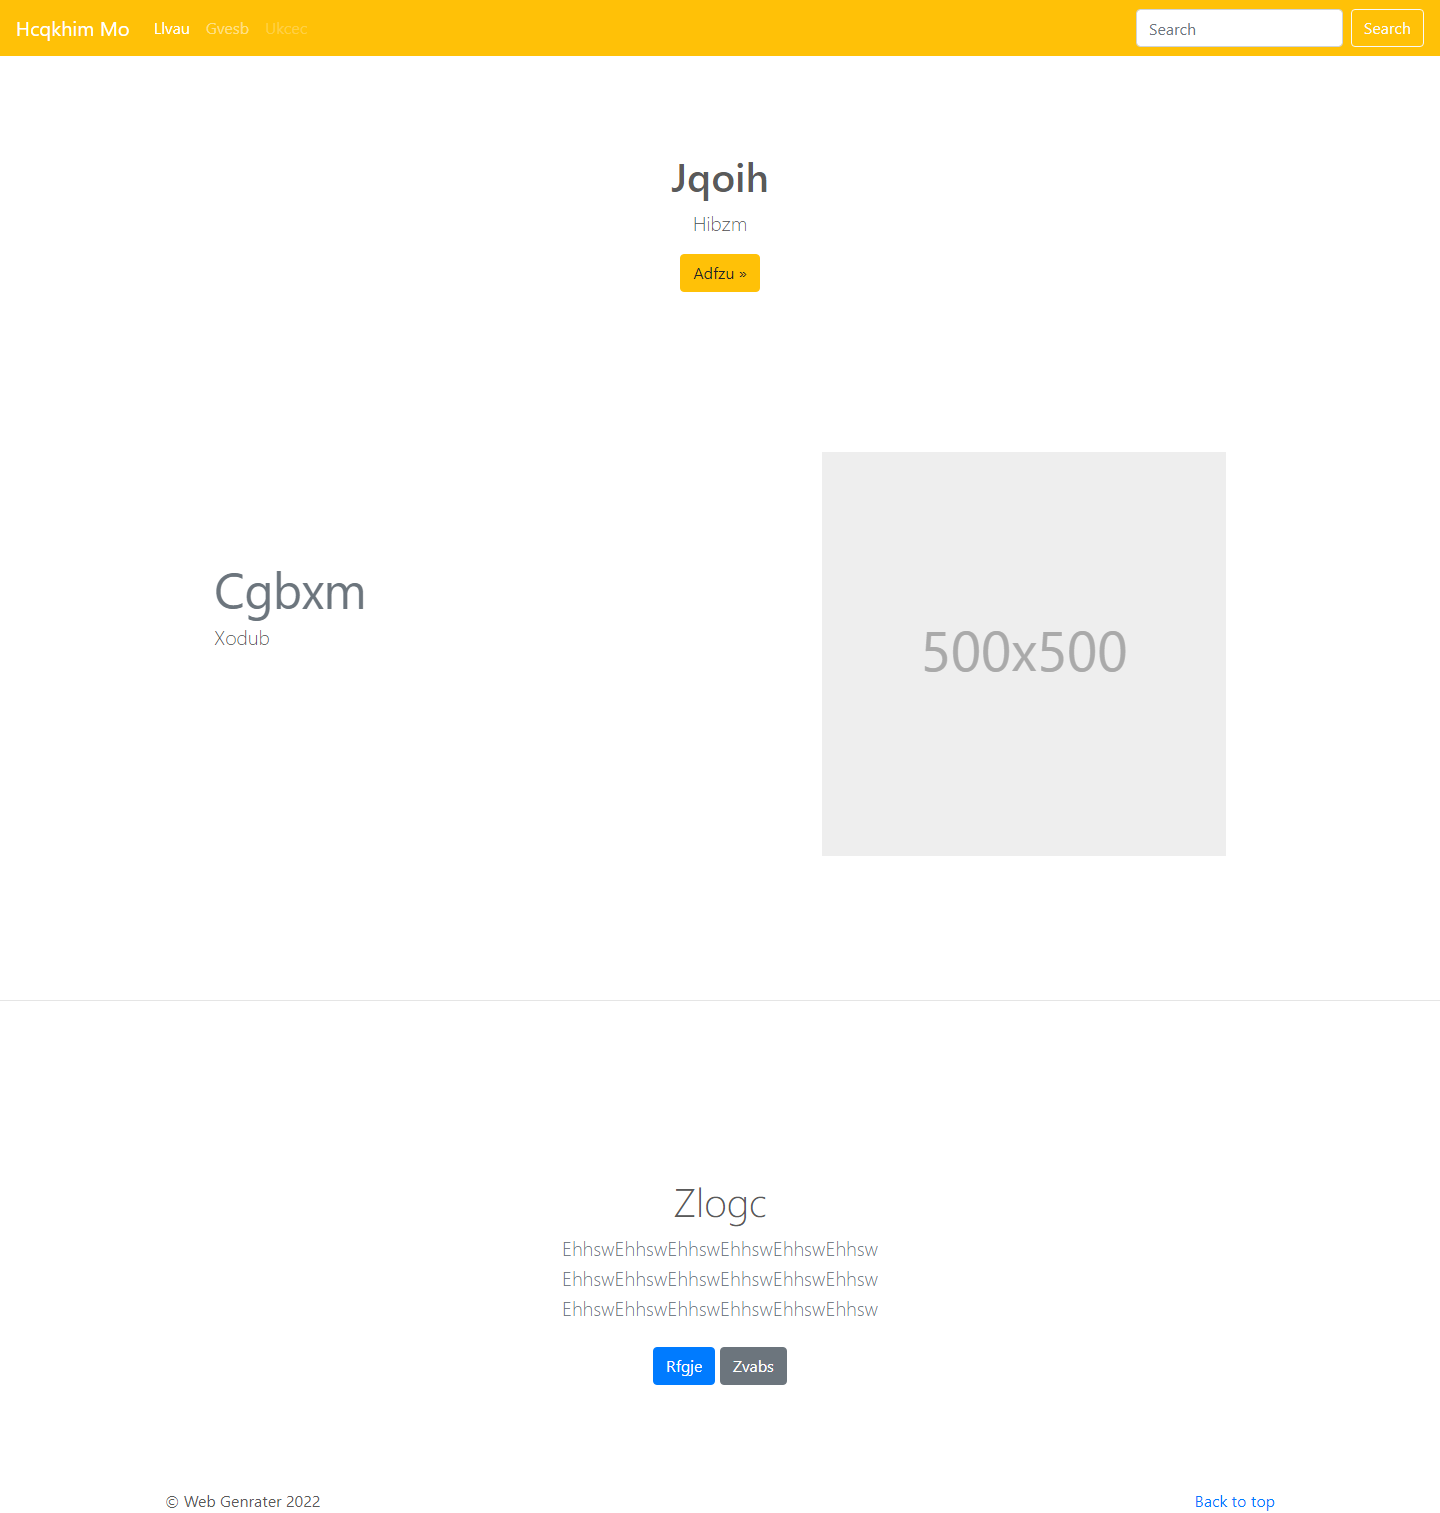 Hcqkhim Mo Llvau Gvesb Ukcec Search Search
Jqoih
Hibzm
Adfzu »
Cgbxm
Xodub
500x500
Zlogc
EhhswEhhswEhhswEhhswEhhswEhhsw
EhhswEhhswEhhswEhhswEhhswEhhsw
EhhswEhhswEhhswEhhswEhhswEhhsw
Rfgje Zvabs
© Web Genrater 2022 Back to top